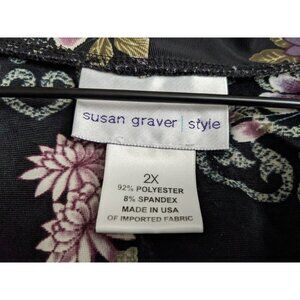 susan graver | style
2X
92% POLYESTER
8% SPANDEX
MADE IN USA
OF IMPORTED FABRIC